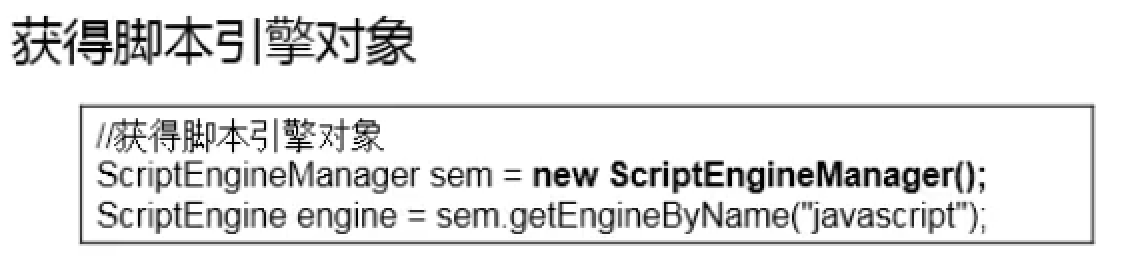 获得脚本引擎对象
//获得脚本引擎对象
ScriptEngineManager sem = new ScriptEngineManager();
ScriptEngine engine = sem.getEngineByName("javascript");